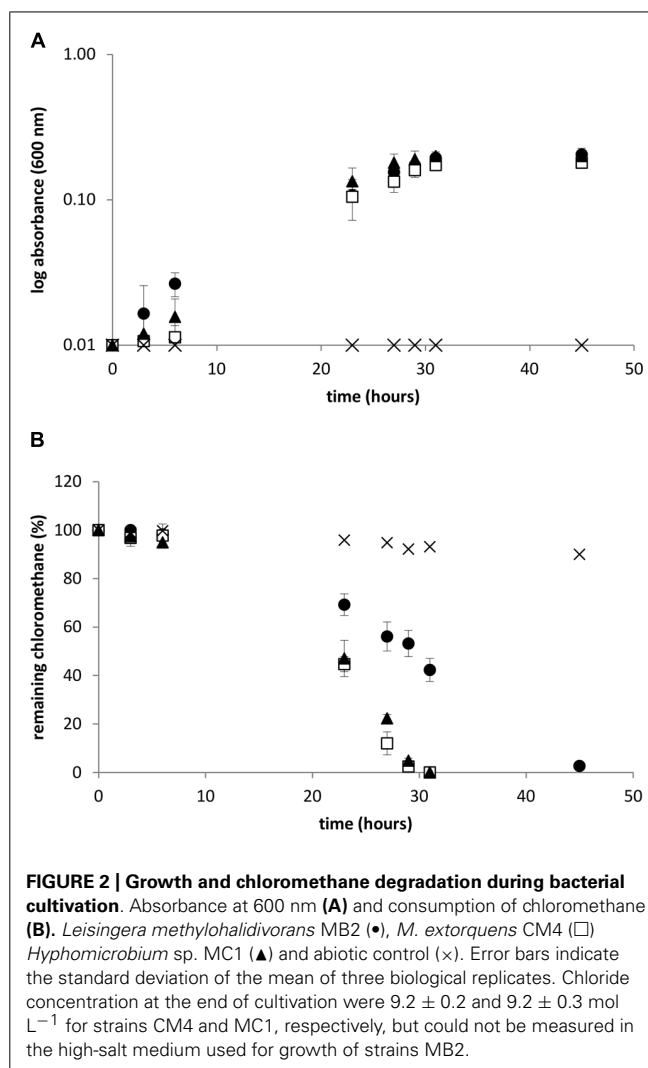 A
1.00
0.10
0.01
log absorbance (600 nm)
0 10 20 30 40 50
time (hours)
B
120
100
80
60
40
20
0
remaining chloromethane (%)
0 10 20 30 40 50
time (hours)
FIGURE 2 | Growth and chloromethane degradation during bacterial
cultivation. Absorbance at 600 nm (A) and consumption of chloromethane
(B). Leisingera methylohalidivorans MB2 (•), M. extorquens CM4 (□)
Hyphomicrobium sp. MC1 (▲) and abiotic control (×). Error bars indicate
the standard deviation of the mean of three biological replicates. Chloride
concentration at the end of cultivation were 9.2 ± 0.2 and 9.2 ± 0.3 mol
L⁻¹ for strains CM4 and MC1, respectively, but could not be measured in
the high-salt medium used for growth of strains MB2.